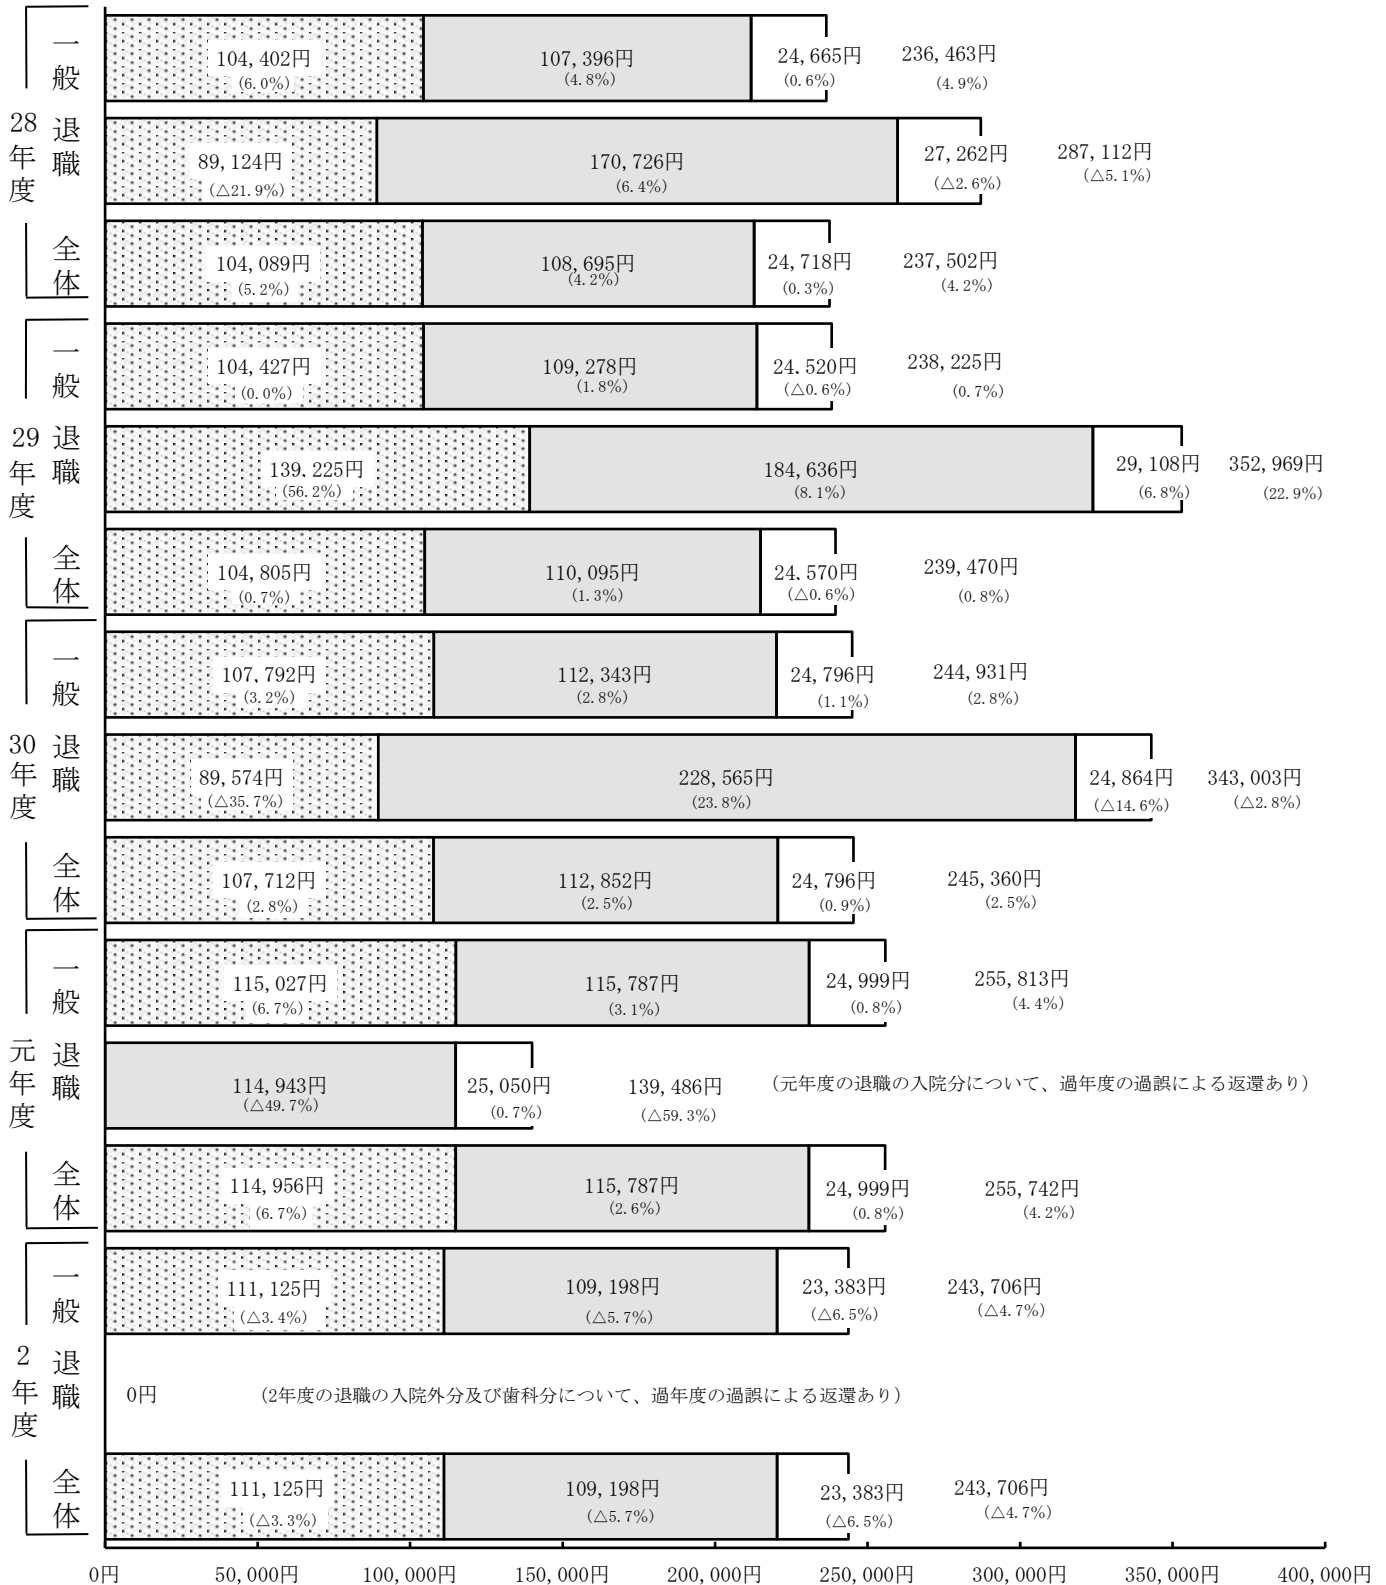 28年度
一般
104,402円
(6.0%)
107,396円
(4.8%)
24,665円
(0.6%)
236,463円
(4.9%)
退職
89,124円
(△21.9%)
170,726円
(6.4%)
27,262円
(△2.6%)
287,112円
(△5.1%)
全体
104,089円
(5.2%)
108,695円
(4.2%)
24,718円
(0.3%)
237,502円
(4.2%)
29年度
一般
104,427円
(0.0%)
109,278円
(1.8%)
24,520円
(△0.6%)
238,225円
(0.7%)
退職
139,225円
(56.2%)
184,636円
(8.1%)
29,108円
(6.8%)
352,969円
(22.9%)
全体
104,805円
(0.7%)
110,095円
(1.3%)
24,570円
(△0.6%)
239,470円
(0.8%)
30年度
一般
107,792円
(3.2%)
112,343円
(2.8%)
24,796円
(1.1%)
244,931円
(2.8%)
退職
89,574円
(△35.7%)
228,565円
(23.8%)
24,864円
(△14.6%)
343,003円
(△2.8%)
全体
107,712円
(2.8%)
112,852円
(2.5%)
24,796円
(0.9%)
245,360円
(2.5%)
元年度
一般
115,027円
(6.7%)
115,787円
(3.1%)
24,999円
(0.8%)
255,813円
(4.4%)
退職
114,943円
(△49.7%)
25,050円
(0.7%)
139,486円
(△59.3%)
(元年度の退職の入院分について、過年度の過誤による返還あり)
全体
114,956円
(6.7%)
115,787円
(2.6%)
24,999円
(0.8%)
255,742円
(4.2%)
2年度
一般
111,125円
(△3.4%)
109,198円
(△5.7%)
23,383円
(△6.5%)
243,706円
(△4.7%)
退職
0円
(2年度の退職の入院外分及び歯科分について、過年度の過誤による返還あり)
全体
111,125円
(△3.3%)
109,198円
(△5.7%)
23,383円
(△6.5%)
243,706円
(△4.7%)
0円
50,000円
100,000円
150,000円
200,000円
250,000円
300,000円
350,000円
400,000円